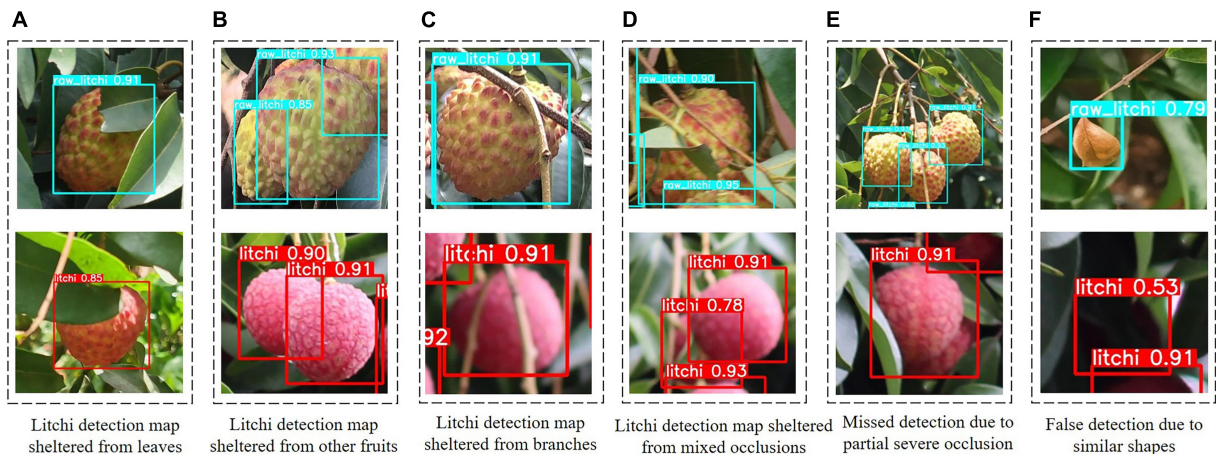 A B C D E F
raw_litchi 0.91
raw_litchi 0.93
raw_litchi 0.85
raw_litchi 0.91
raw_litchi 0.90
raw_litchi 0.95
raw_litchi 0.79
litchi 0.85
litchi 0.90
litchi 0.91
litchi 0.91
92
litchi 0.91
litchi 0.78
litchi 0.93
litchi 0.91
litchi 0.53
litchi 0.91
Litchi detection map
sheltered from leaves
Litchi detection map
sheltered from other fruits
Litchi detection map
sheltered from branches
Litchi detection map sheltered
from mixed occlusions
Missed detection due to
partial severe occlusion
False detection due to
similar shapes